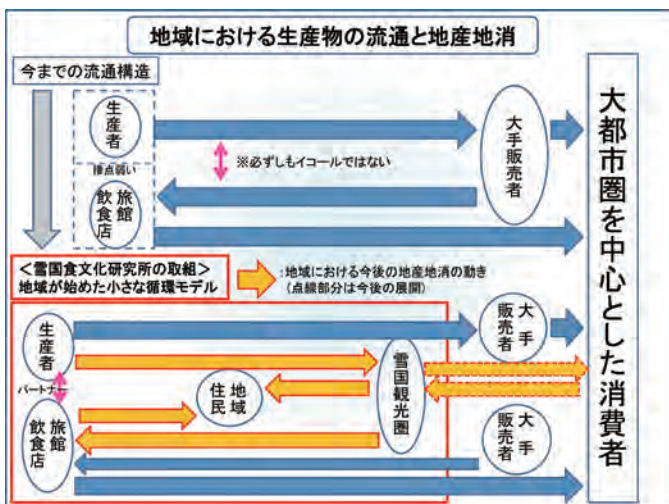 地域における生産物の流通と地産地消
今までの流通構造
生産者
接点弱い
旅館
飲食店
※必ずしもイコールではない
大手販売者
大都市圏を中心とした消費者
＜雪国食文化研究所の取組＞
地域が始めた小さな循環モデル
：地域における今後の地産地消の動き
（点線部分は今後の展開）
生産者
パートナー
旅館
飲食店
地域
住民
雪国観光圏
大手
販売者
大手
販売者